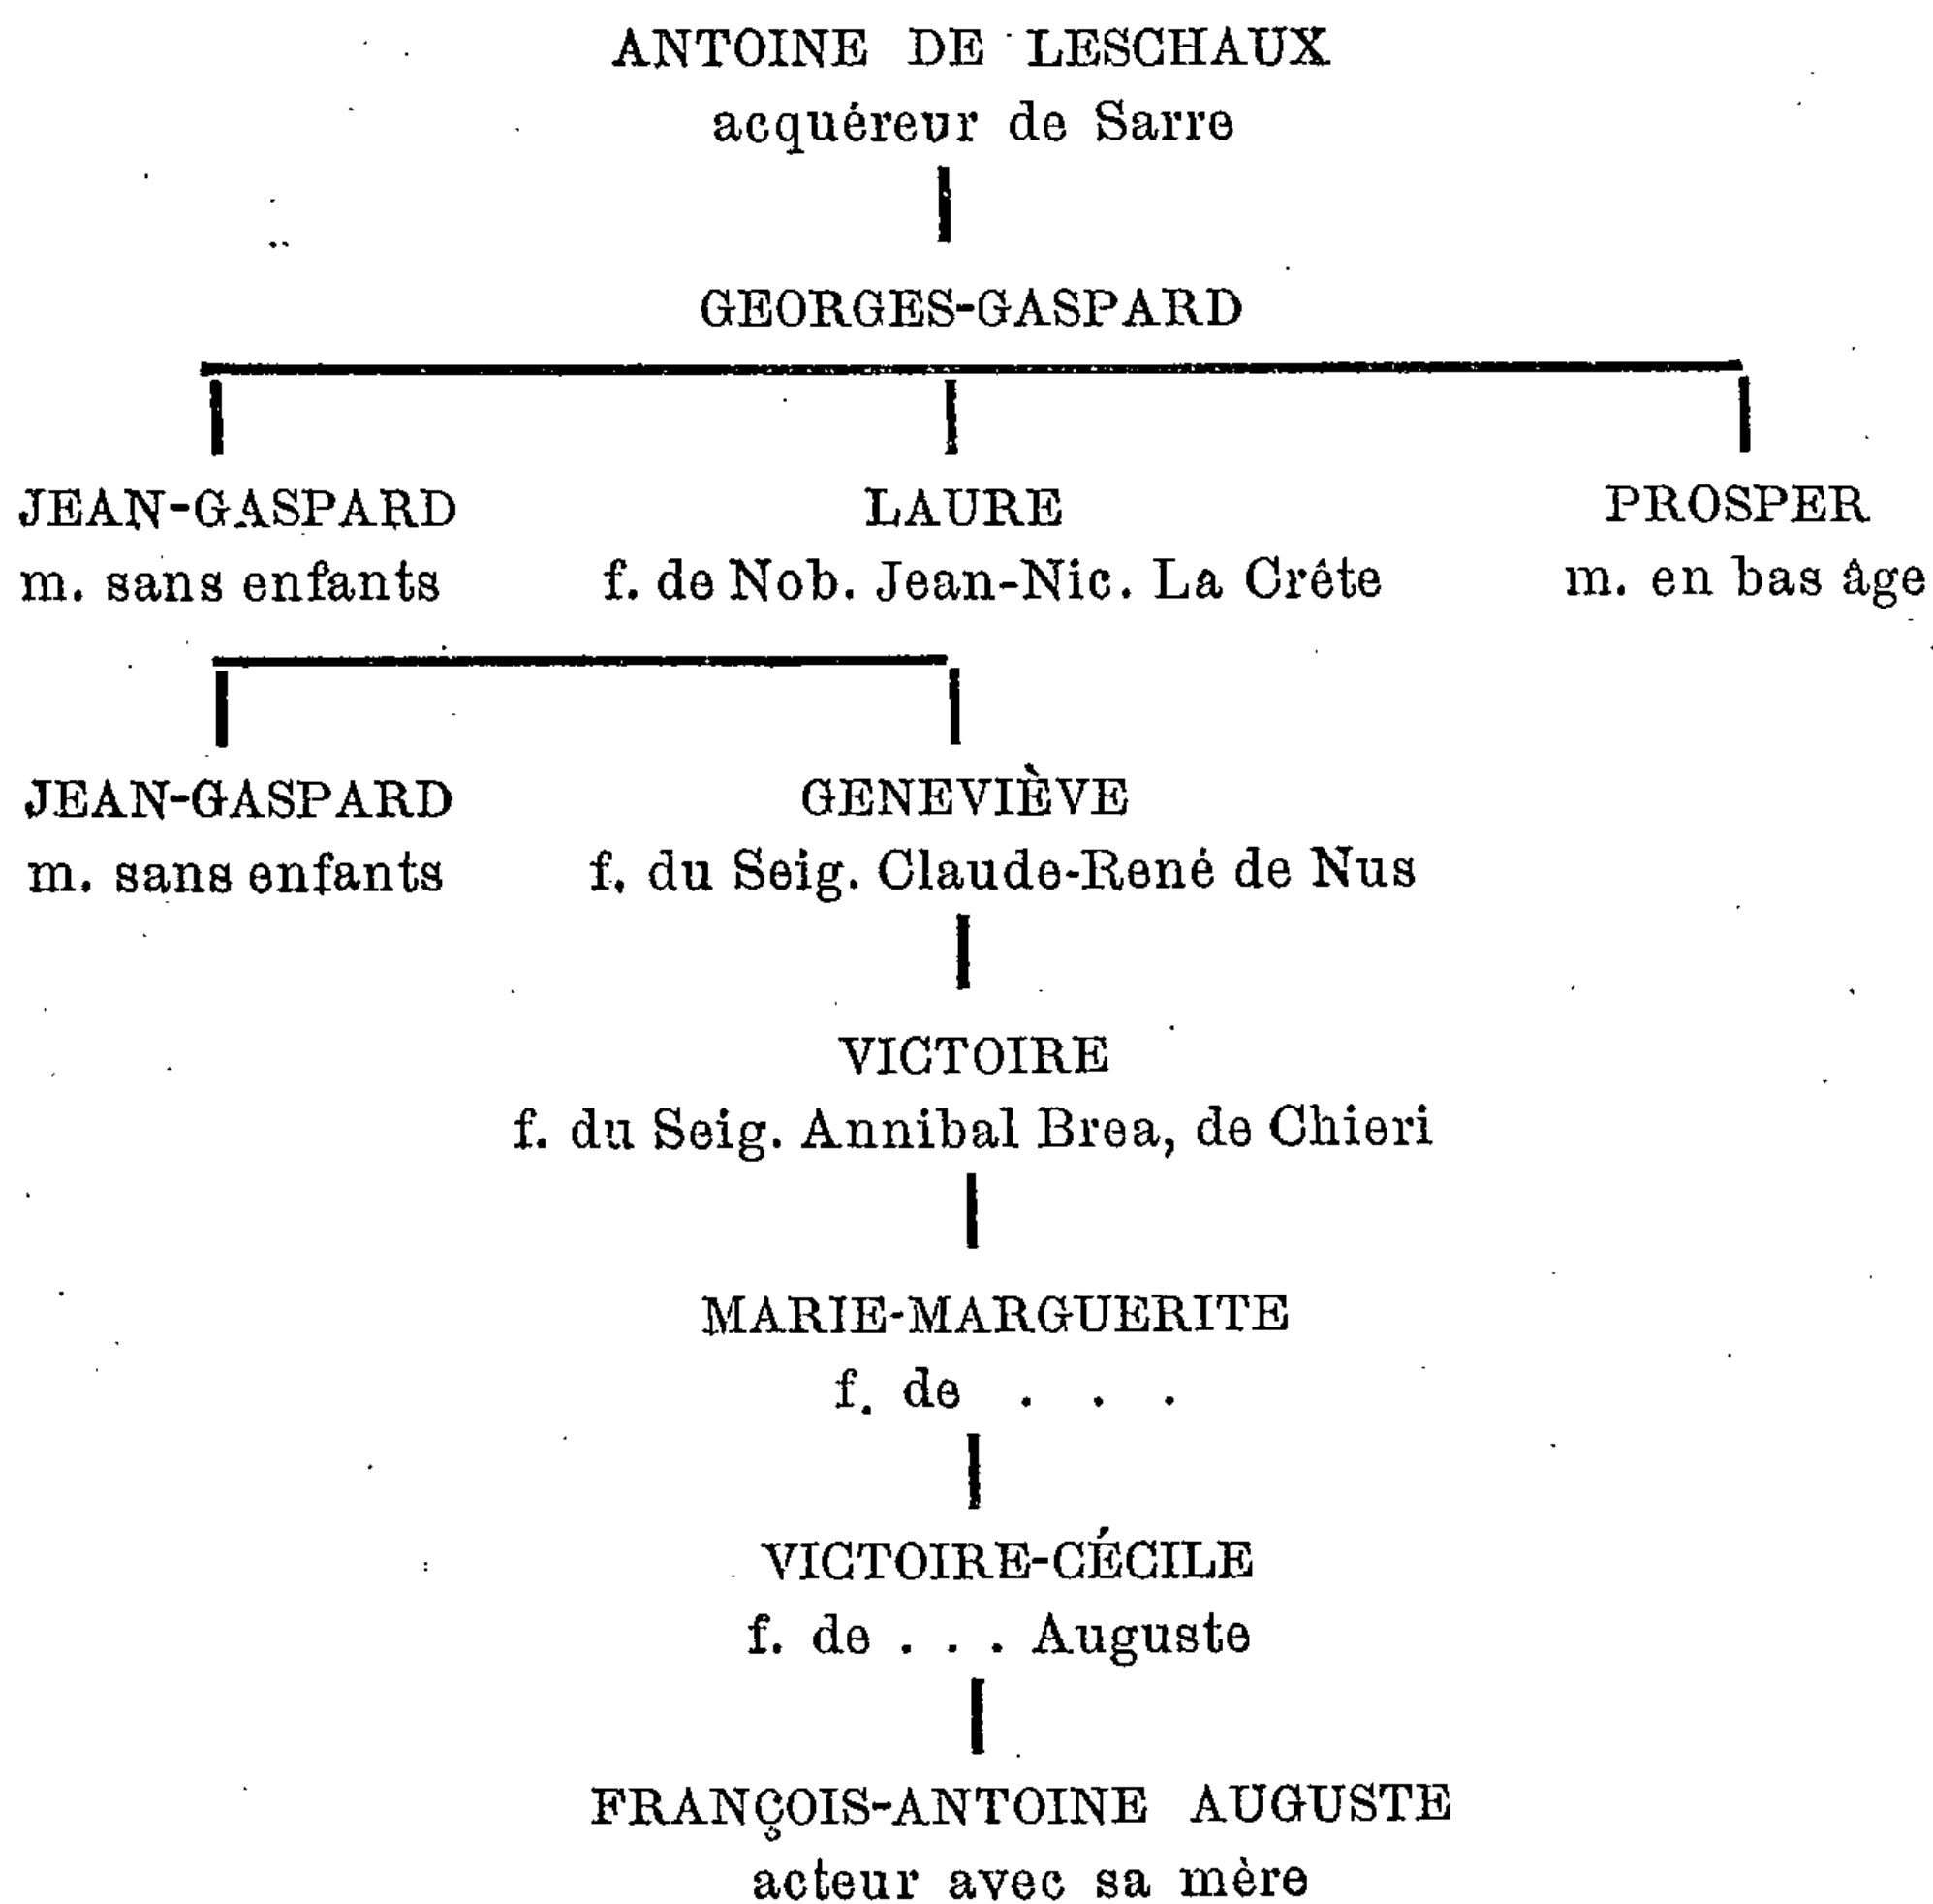 ANTOINE DE LESCHAUX
acquéreur de Sarre
GEORGES-GASPARD
JEAN-GASPARD LAURE PROSPER
m. sans enfants f. de Nob. Jean-Nic. La Crête m. en bas âge
JEAN-GASPARD GENEVIÈVE
m. sans enfants f. du Seig. Claude-René de Nus
VICTOIRE
f. du Seig. Annibal Brea, de Chieri
MARIE-MARGUERITE
f. de . . .
VICTOIRE-CÉCILE
f. de . . . Auguste
FRANÇOIS-ANTOINE AUGUSTE
acteur avec sa mère